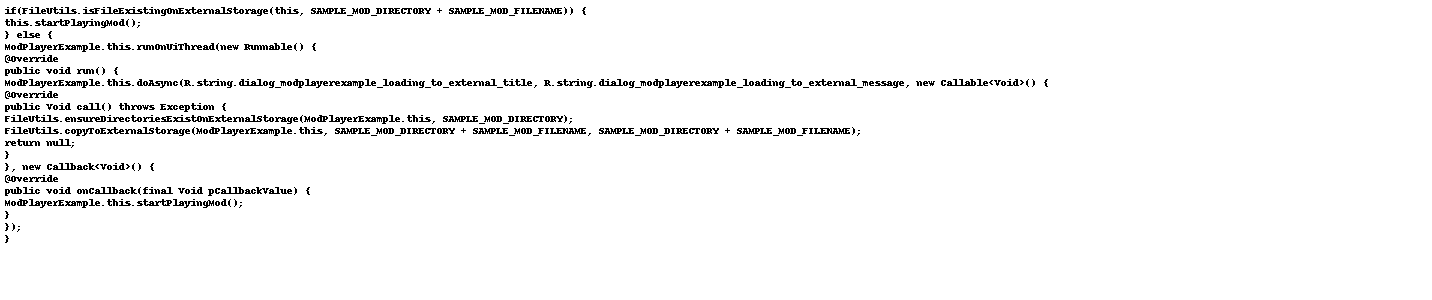 if(FileUtils.isFileExistingOnExternalStorage(this, SAMPLE_MOD_DIRECTORY + SAMPLE_MOD_FILENAME)) {
this.startPlayingMod();
} else {
ModPlayerExample.this.runOnUiThread(new Runnable() {
@Override
public void run() {
ModPlayerExample.this.doAsync(R.string.dialog_modplayerexample_loading_to_external_title, R.string.dialog_modplayerexample_loading_to_external_message, new Callable<Void>() {
@Override
public Void call() throws Exception {
FileUtils.ensureDirectoriesExistOnExternalStorage(ModPlayerExample.this, SAMPLE_MOD_DIRECTORY);
FileUtils.copyToExternalStorage(ModPlayerExample.this, SAMPLE_MOD_DIRECTORY + SAMPLE_MOD_FILENAME, SAMPLE_MOD_DIRECTORY + SAMPLE_MOD_FILENAME);
return null;
}
}, new Callback<Void>() {
@Override
public void onCallback(final Void pCallbackValue) {
ModPlayerExample.this.startPlayingMod();
}
});
}